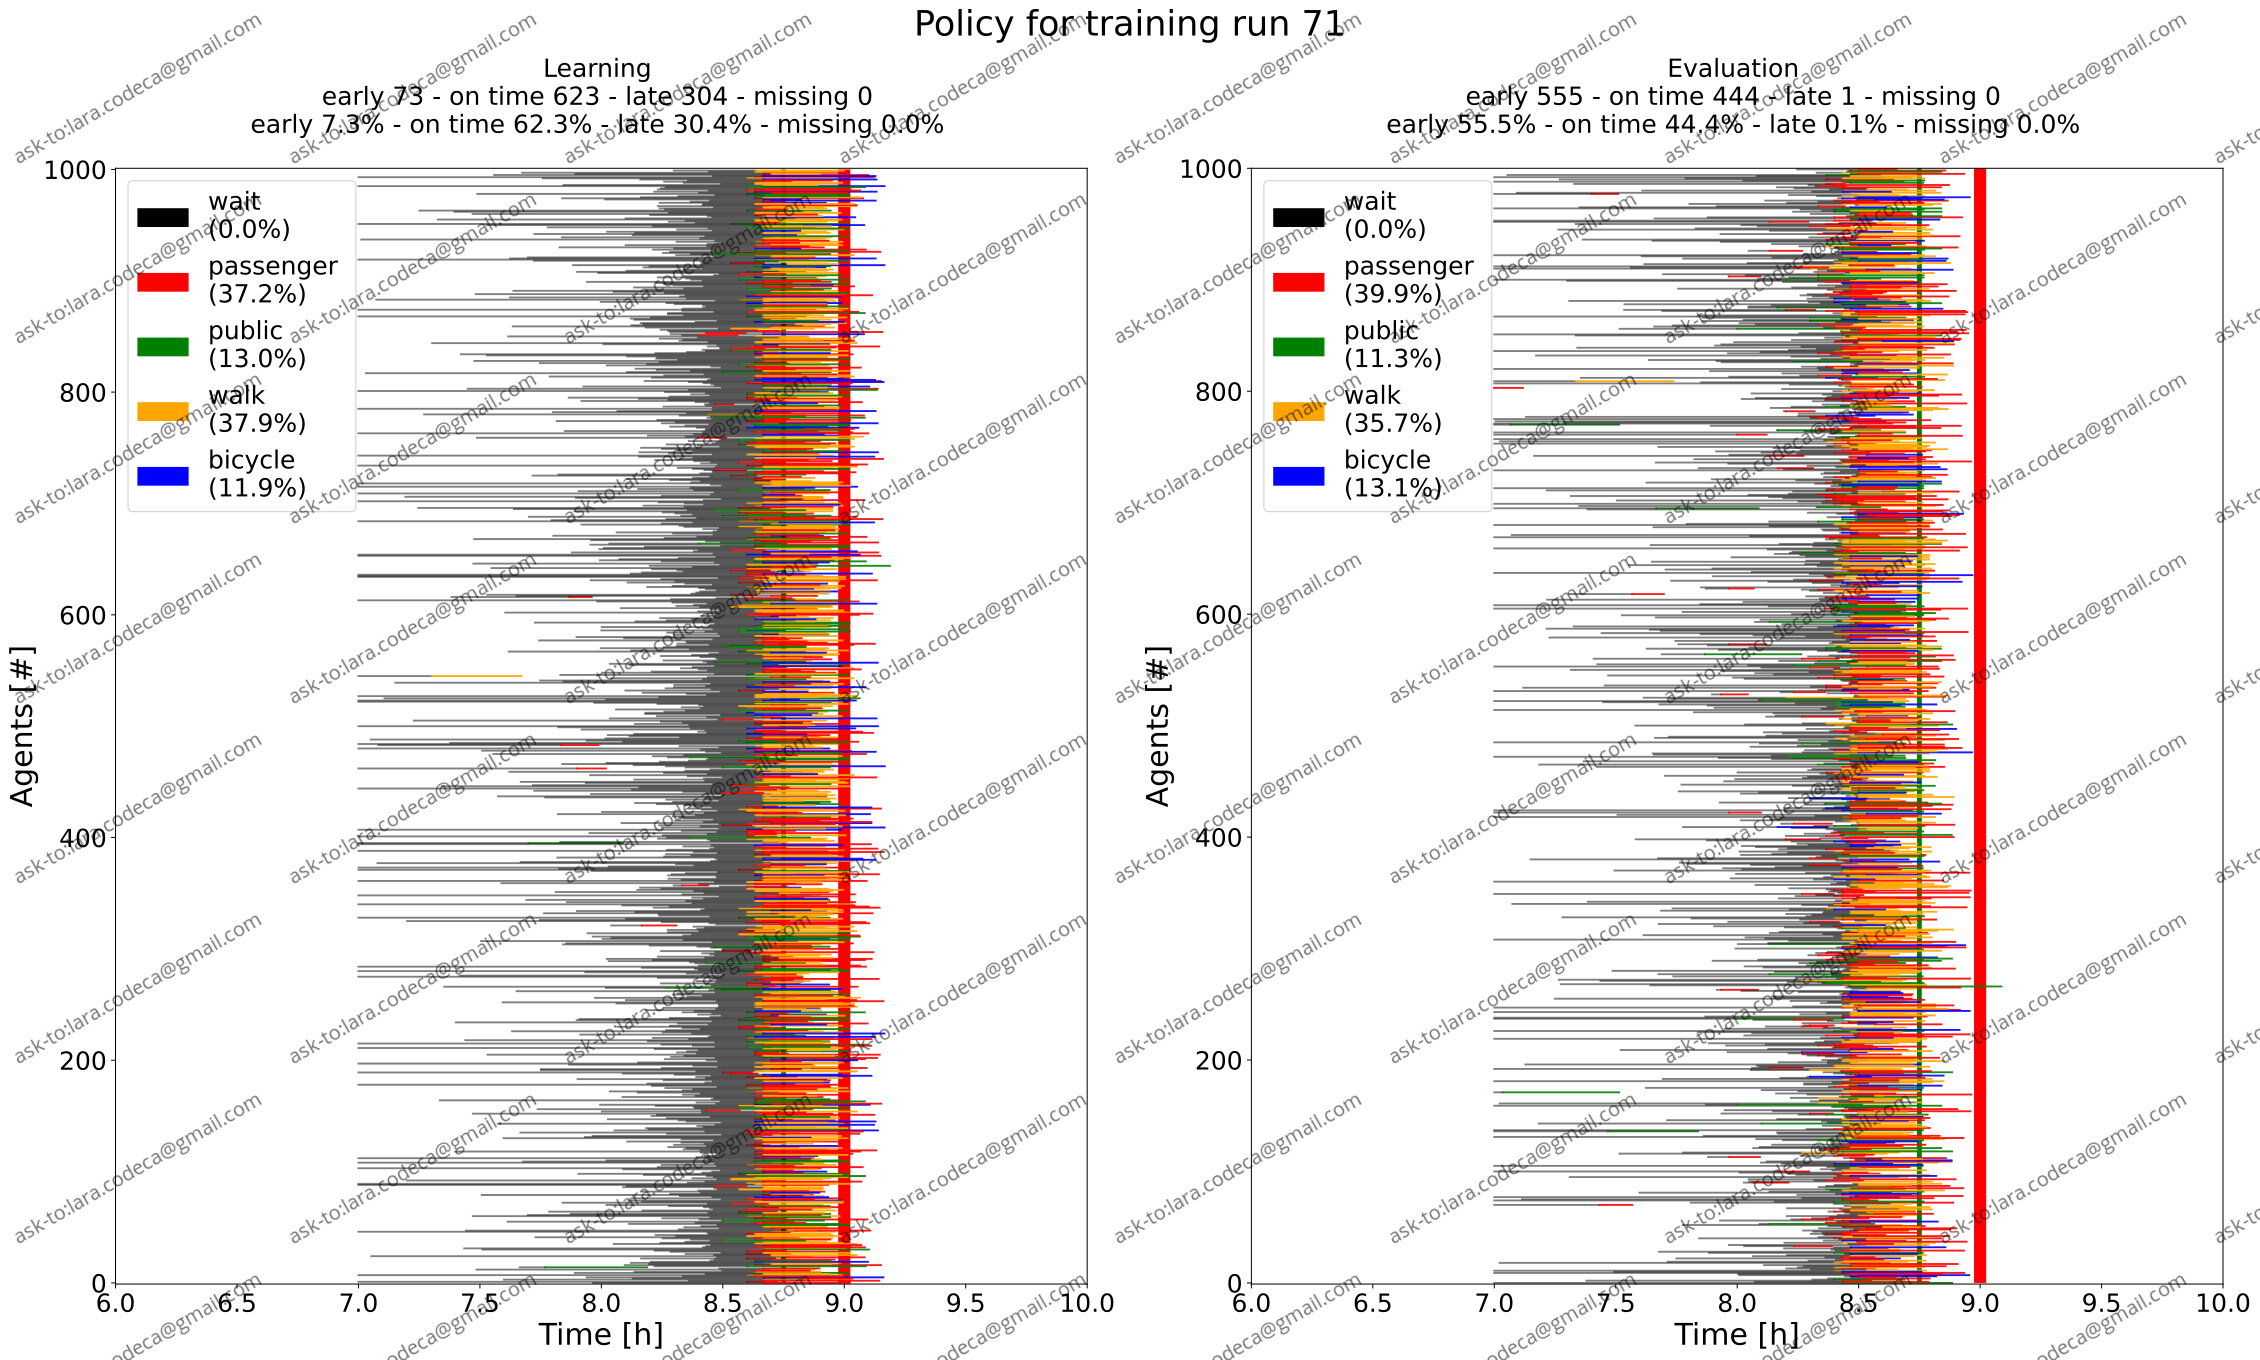 Policy for training run 71
Learning
early 73 - on time 623 - late 304 - missing 0
early 7.3% - on time 62.3% - late 30.4% - missing 0.0%
Evaluation
early 555 - on time 444 - late 1 - missing 0
early 55.5% - on time 44.4% - late 0.1% - missing 0.0%
wait
(0.0%)
passenger
(37.2%)
public
(13.0%)
walk
(37.9%)
bicycle
(11.9%)
1000
800
600
400
200
0
Agents [#]
6.0 6.5 7.0 7.5 8.0 8.5 9.0 9.5 10.0
Time [h]
wait
(0.0%)
passenger
(39.9%)
public
(11.3%)
walk
(35.7%)
bicycle
(13.1%)
1000
800
600
400
200
0
Agents [#]
6.0 6.5 7.0 7.5 8.0 8.5 9.0 9.5 10.0
Time [h]
ask-to:lara.codeca@gmail.com